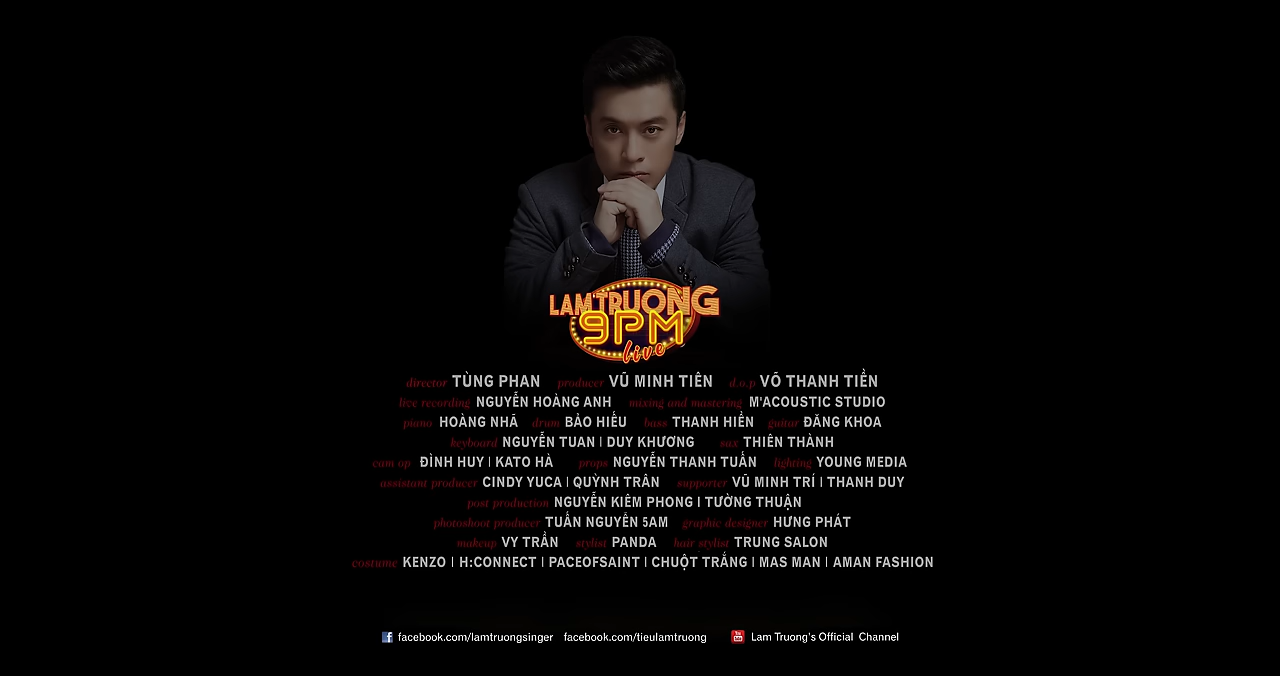 LAM TRUONG
9PM
live
director TÙNG PHAN producer VŨ MINH TIÊN d.o.p VÕ THANH TIỀN
live recording NGUYỄN HOÀNG ANH mixing and mastering M'ACOUSTIC STUDIO
piano HOÀNG NHÃ drum BẢO HIẾU bass THANH HIỂN guitar ĐĂNG KHOA
keyboard NGUYỄN TUAN | DUY KHƯƠNG sax THIÊN THÀNH
cam op ĐÌNH HUY | KATO HÀ props NGUYỄN THANH TUẤN lighting YOUNG MEDIA
assistant producer CINDY YUCA | QUỲNH TRÂN supporter VŨ MINH TRÍ | THANH DUY
post production NGUYỄN KIÊM PHONG | TƯỜNG THUẬN
photoshoot producer TUẤN NGUYỄN 5AM graphic designer HƯNG PHÁT
makeup VY TRẦN stylist PANDA hair stylist TRUNG SALON
costume KENZO | H:CONNECT | PACEOFSAINT | CHUỘT TRẮNG | MAS MAN | AMAN FASHION
facebook.com/lamtruongsinger facebook.com/tieulamtruong Lam Truong's Official Channel